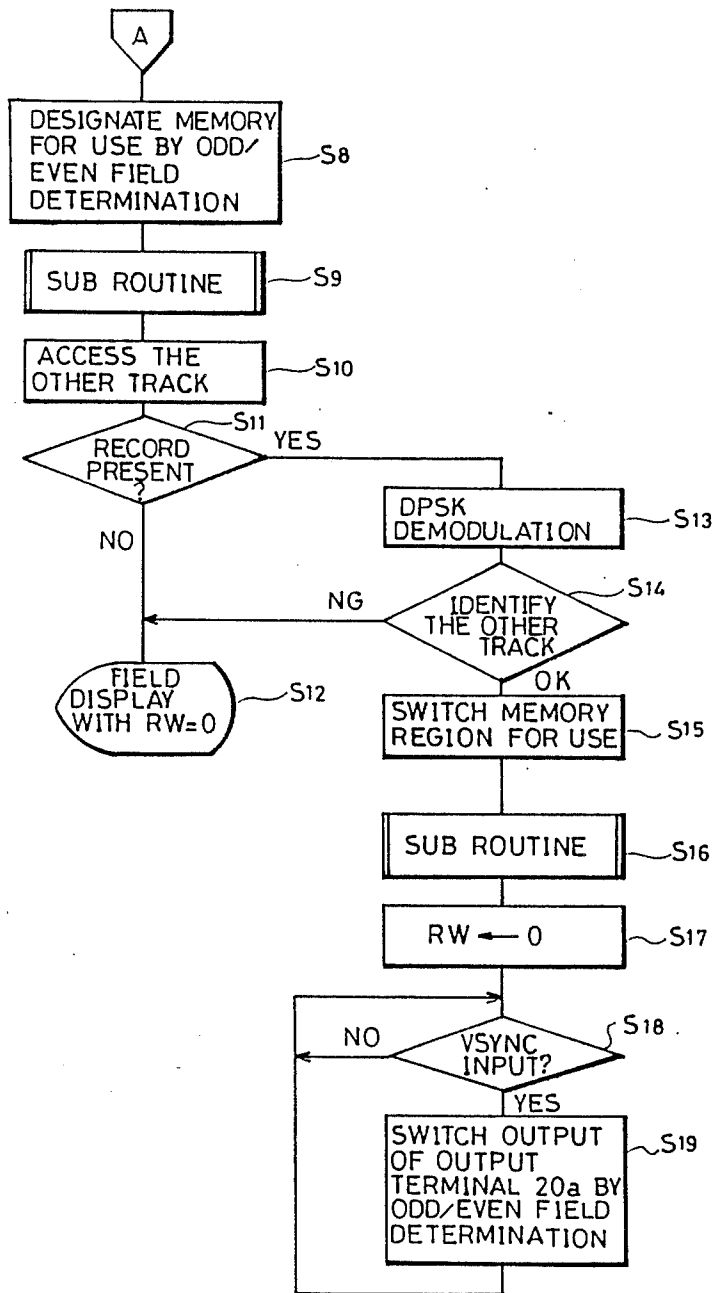 A
DESIGNATE MEMORY
FOR USE BY ODD/
EVEN FIELD
DETERMINATION
S8
SUB ROUTINE
S9
ACCESS THE
OTHER TRACK
S10
S11
RECORD
PRESENT
?
YES
NO
DPSK
DEMODULATION
S13
S14
NG
IDENTIFY
THE OTHER
TRACK
OK
FIELD
DISPLAY
WITH RW=0
S12
SWITCH MEMORY
REGION FOR USE
S15
SUB ROUTINE
S16
RW ← 0
S17
S18
NO
VSYNC
INPUT?
YES
SWITCH OUTPUT
OF OUTPUT
TERMINAL 20a BY
ODD/EVEN FIELD
DETERMINATION
S19